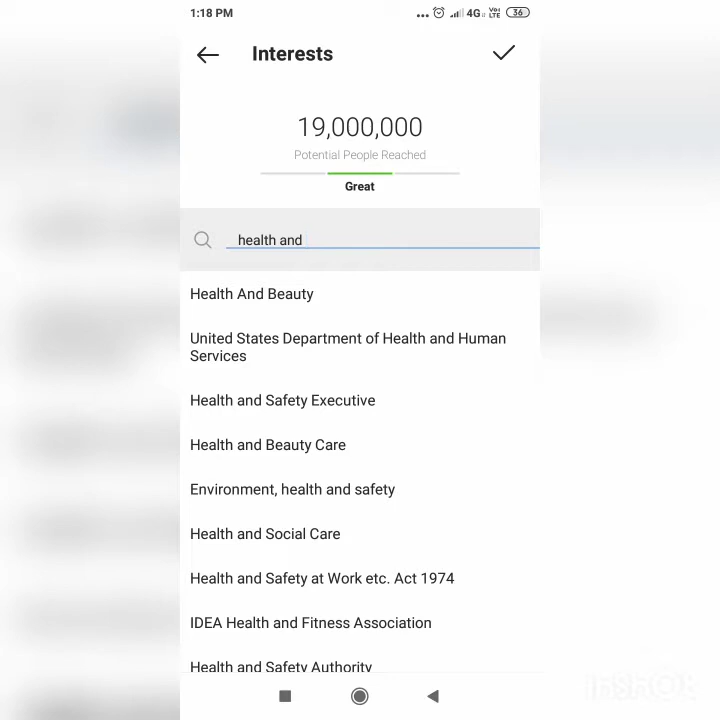 1:18 PM
4G
Vo)
LTE
36
Interests
19,000,000
Potential People Reached
Great
health and
Health And Beauty
United States Department of Health and Human
Services
Health and Safety Executive
Health and Beauty Care
Environment, health and safety
Health and Social Care
Health and Safety at Work etc. Act 1974
IDEA Health and Fitness Association
Health and Safety Authority